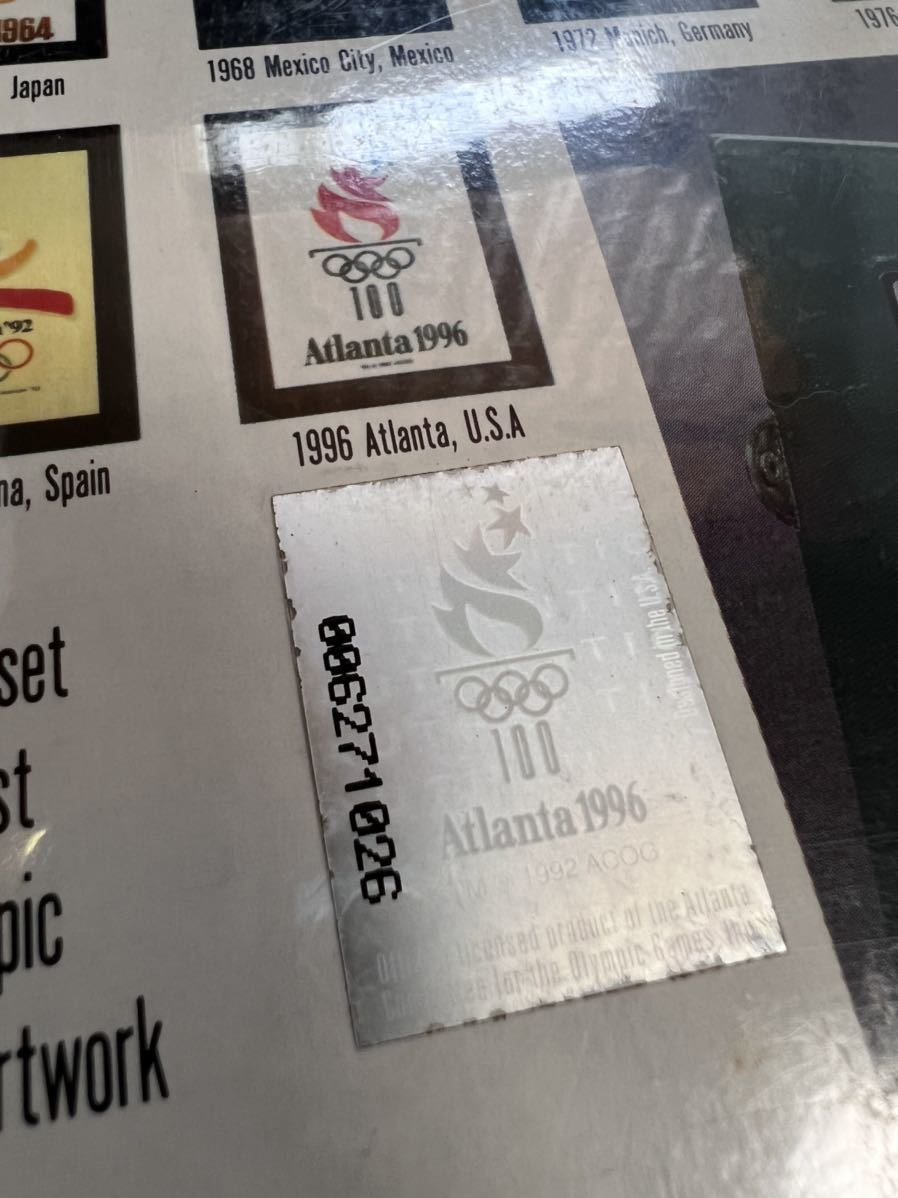 1964
Japan
1968 Mexico City, Mexico
1972 Munich, Germany
1976
'92
100
Atlanta 1996
na, Spain
1996 Atlanta, U.S.A
set
st
pic
rtwork
006271026
100
Atlanta 1996
1992 ACOG
licensed product of the Atlanta
for the Olympic Games, Inc.
Designed in the U.S.A.